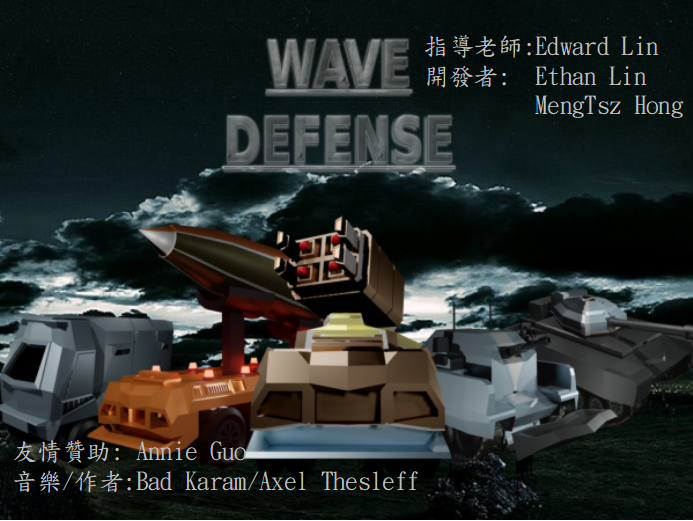 WAVE
DEFENSE
指導老師:Edward Lin
開發者: Ethan Lin
MengTsz Hong
友情贊助: Annie Guo
音樂/作者:Bad Karam/Axel Thesleff